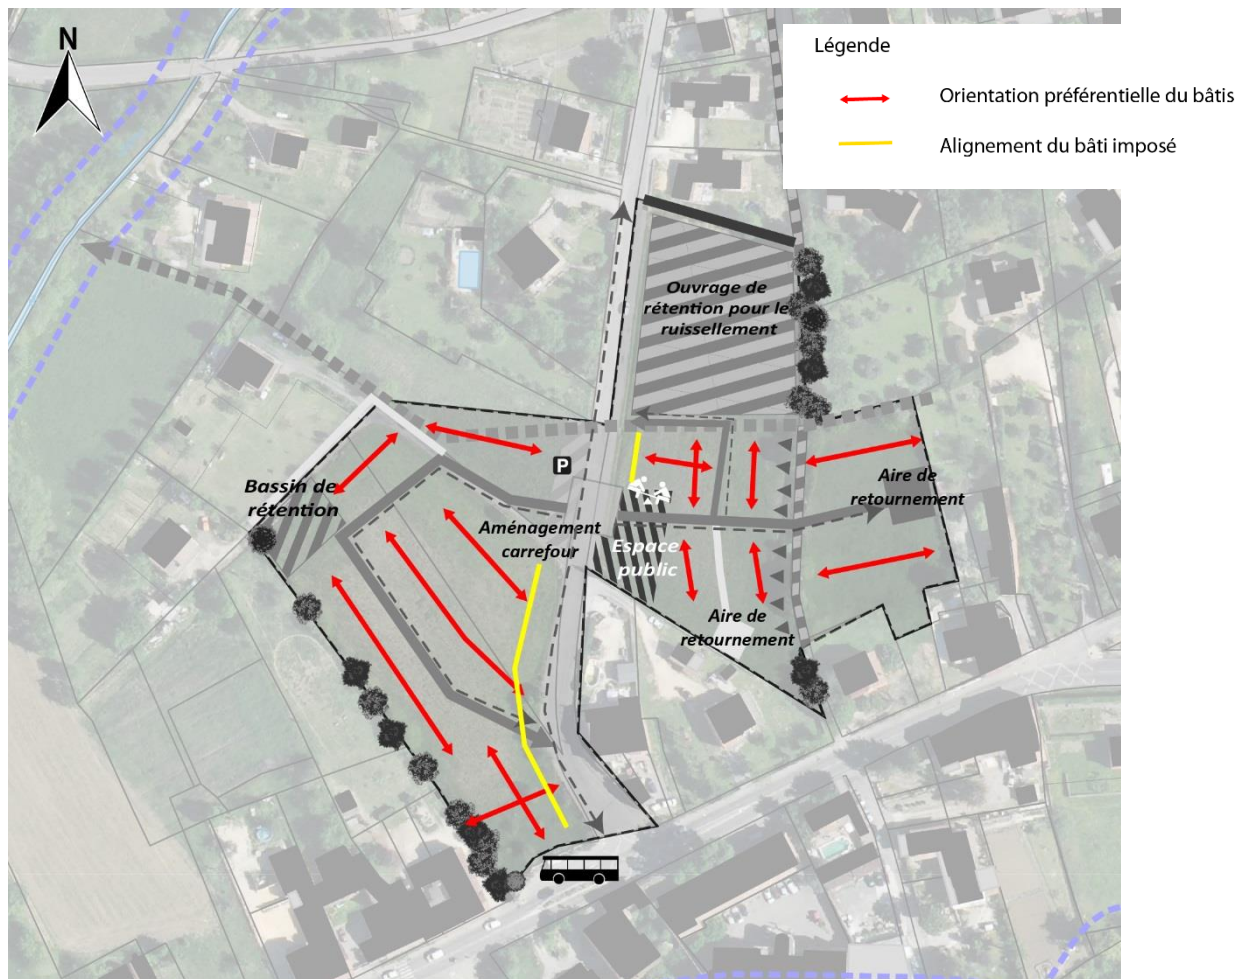 Légende
N
Orientation préférentielle du bâtis
Alignement du bâti imposé
Ouvrage de
rétention pour le
ruissellement
P
Aire de
retournement
Bassin de
rétention
Aménagement
carrefour
Espace
public
Aire de
retournement